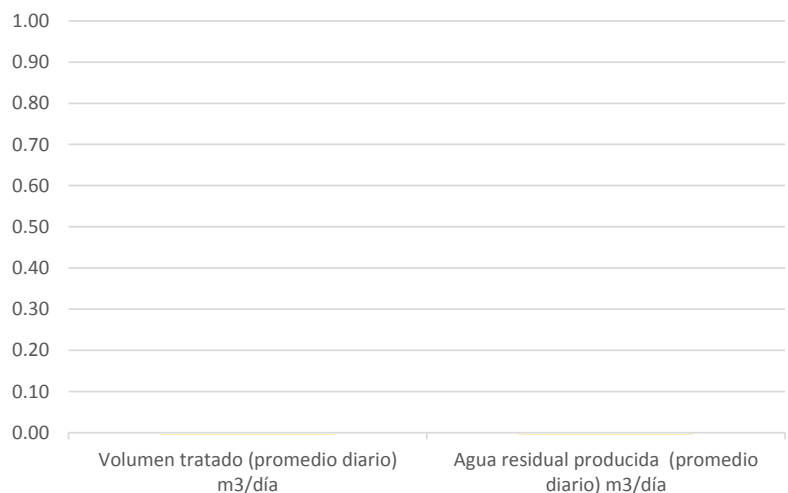 1.00
0.90
0.80
0.70
0.60
0.50
0.40
0.30
0.20
0.10
0.00
Volumen tratado (promedio diario)
m3/día
Agua residual producida (promedio
diario) m3/día